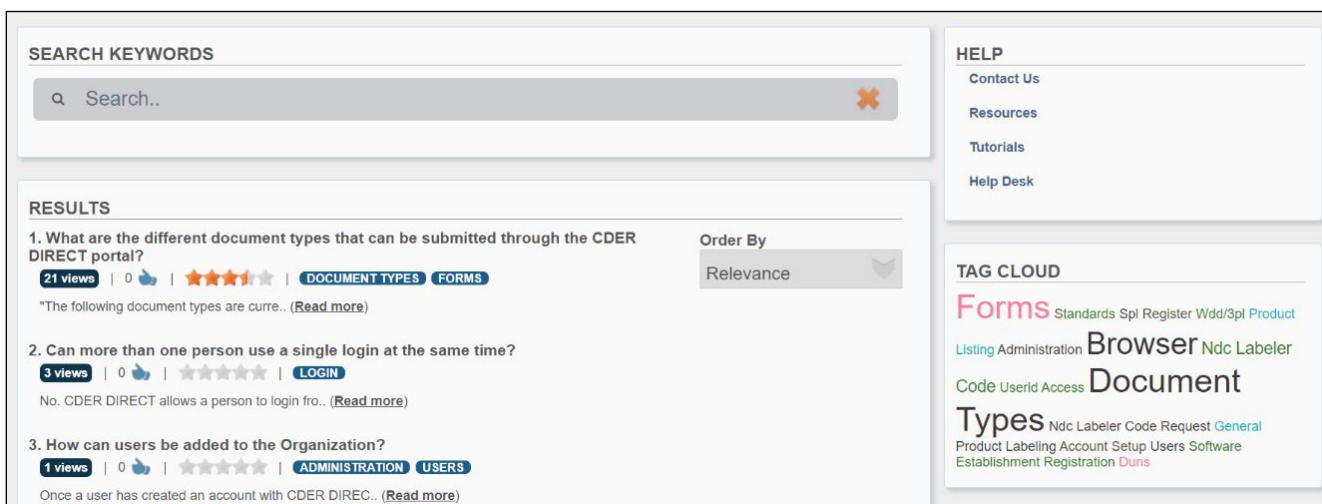 SEARCH KEYWORDS
Search..
RESULTS
1. What are the different document types that can be submitted through the CDER
DIRECT portal?
21 views | 0 | | DOCUMENT TYPES FORMS
"The following document types are curre.. (Read more)
Order By
Relevance
2. Can more than one person use a single login at the same time?
3 views | 0 | | LOGIN
No. CDER DIRECT allows a person to login fro.. (Read more)
3. How can users be added to the Organization?
1 views | 0 | | ADMINISTRATION USERS
Once a user has created an account with CDER DIREC.. (Read more)
HELP
Contact Us
Resources
Tutorials
Help Desk
TAG CLOUD
Forms Standards Spl Register Wdd/3pl Product
Listing Administration Browser Ndc Labeler
Code Userid Access Document
Types Ndc Labeler Code Request General
Product Labeling Account Setup Users Software
Establishment Registration Duns